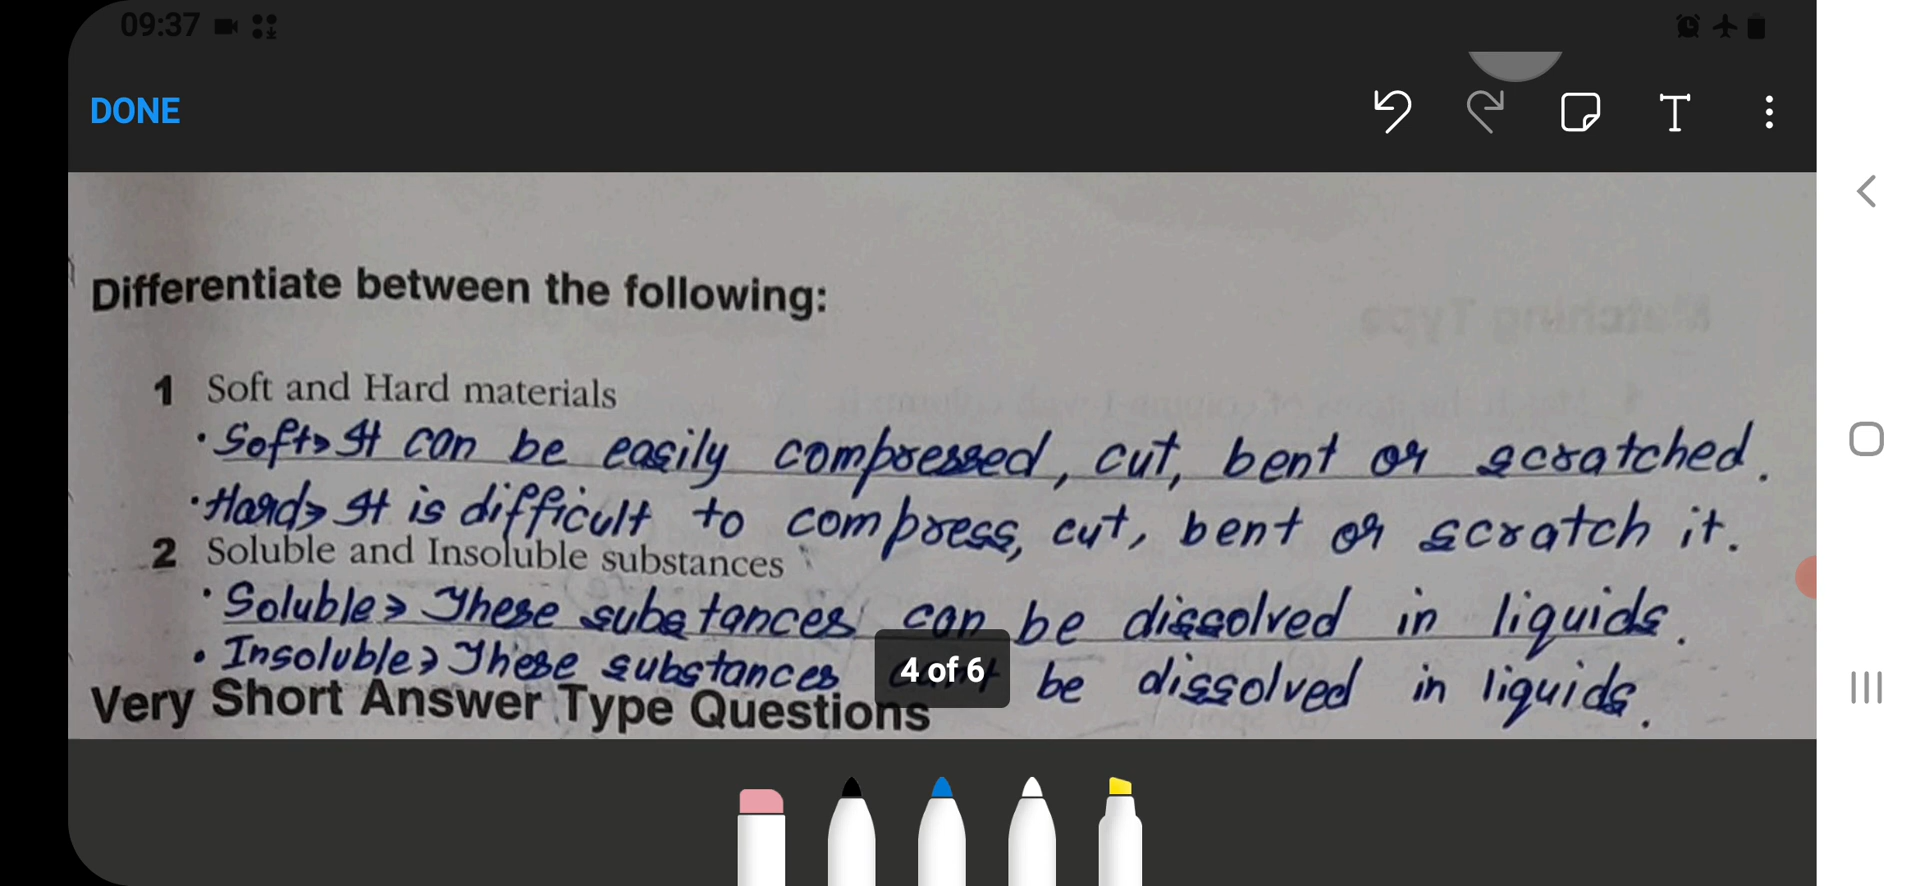 09:37
DONE
T
Differentiate between the following:
Matching Type
1 Soft and Hard materials
• Soft> It can be easily compressed, cut, bent or scratched.
• Hard> It is difficult to compress, cut, bent or scratch it.
2 Soluble and Insoluble substances
• Soluble> These substances can be dissolved in liquids.
• Insoluble> These substances be dissolved in liquids.
4 of 6
Very Short Answer Type Questions